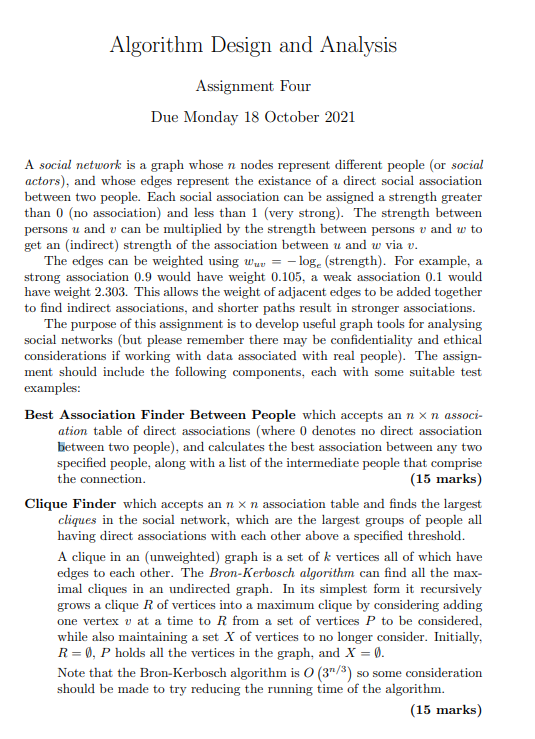 Algorithm Design and Analysis
Assignment Four
Due Monday 18 October 2021
A social network is a graph whose n nodes represent different people (or social
actors), and whose edges represent the existance of a direct social association
between two people. Each social association can be assigned a strength greater
than 0 (no association) and less than 1 (very strong). The strength between
persons u and v can be multiplied by the strength between persons v and w to
get an (indirect) strength of the association between u and w via v.
The edges can be weighted using wᵤᵥ = − logₑ (strength). For example, a
strong association 0.9 would have weight 0.105, a weak association 0.1 would
have weight 2.303. This allows the weight of adjacent edges to be added together
to find indirect associations, and shorter paths result in stronger associations.
The purpose of this assignment is to develop useful graph tools for analysing
social networks (but please remember there may be confidentiality and ethical
considerations if working with data associated with real people). The assign-
ment should include the following components, each with some suitable test
examples:
Best Association Finder Between People which accepts an n × n associ-
ation table of direct associations (where 0 denotes no direct association
between two people), and calculates the best association between any two
specified people, along with a list of the intermediate people that comprise
the connection. (15 marks)
Clique Finder which accepts an n × n association table and finds the largest
cliques in the social network, which are the largest groups of people all
having direct associations with each other above a specified threshold.
A clique in an (unweighted) graph is a set of k vertices all of which have
edges to each other. The Bron-Kerbosch algorithm can find all the max-
imal cliques in an undirected graph. In its simplest form it recursively
grows a clique R of vertices into a maximum clique by considering adding
one vertex v at a time to R from a set of vertices P to be considered,
while also maintaining a set X of vertices to no longer consider. Initially,
R = ∅, P holds all the vertices in the graph, and X = ∅.
Note that the Bron-Kerbosch algorithm is O (3^{n/3}) so some consideration
should be made to try reducing the running time of the algorithm.
(15 marks)